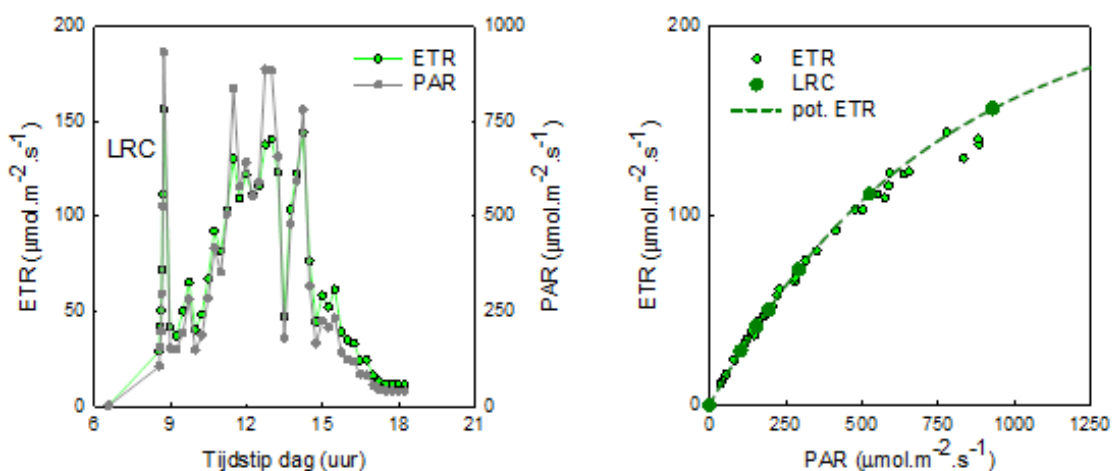 200
150
100
50
0
ETR (µmol.m⁻².s⁻¹)
LRC
ETR
PAR
1000
750
500
250
0
PAR (µmol.m⁻².s⁻¹)
6 9 12 15 18 21
Tijdstip dag (uur)
200
100
0
ETR (µmol.m⁻².s⁻¹)
ETR
LRC
pot. ETR
0 250 500 750 1000 1250
PAR (µmol.m⁻².s⁻¹)